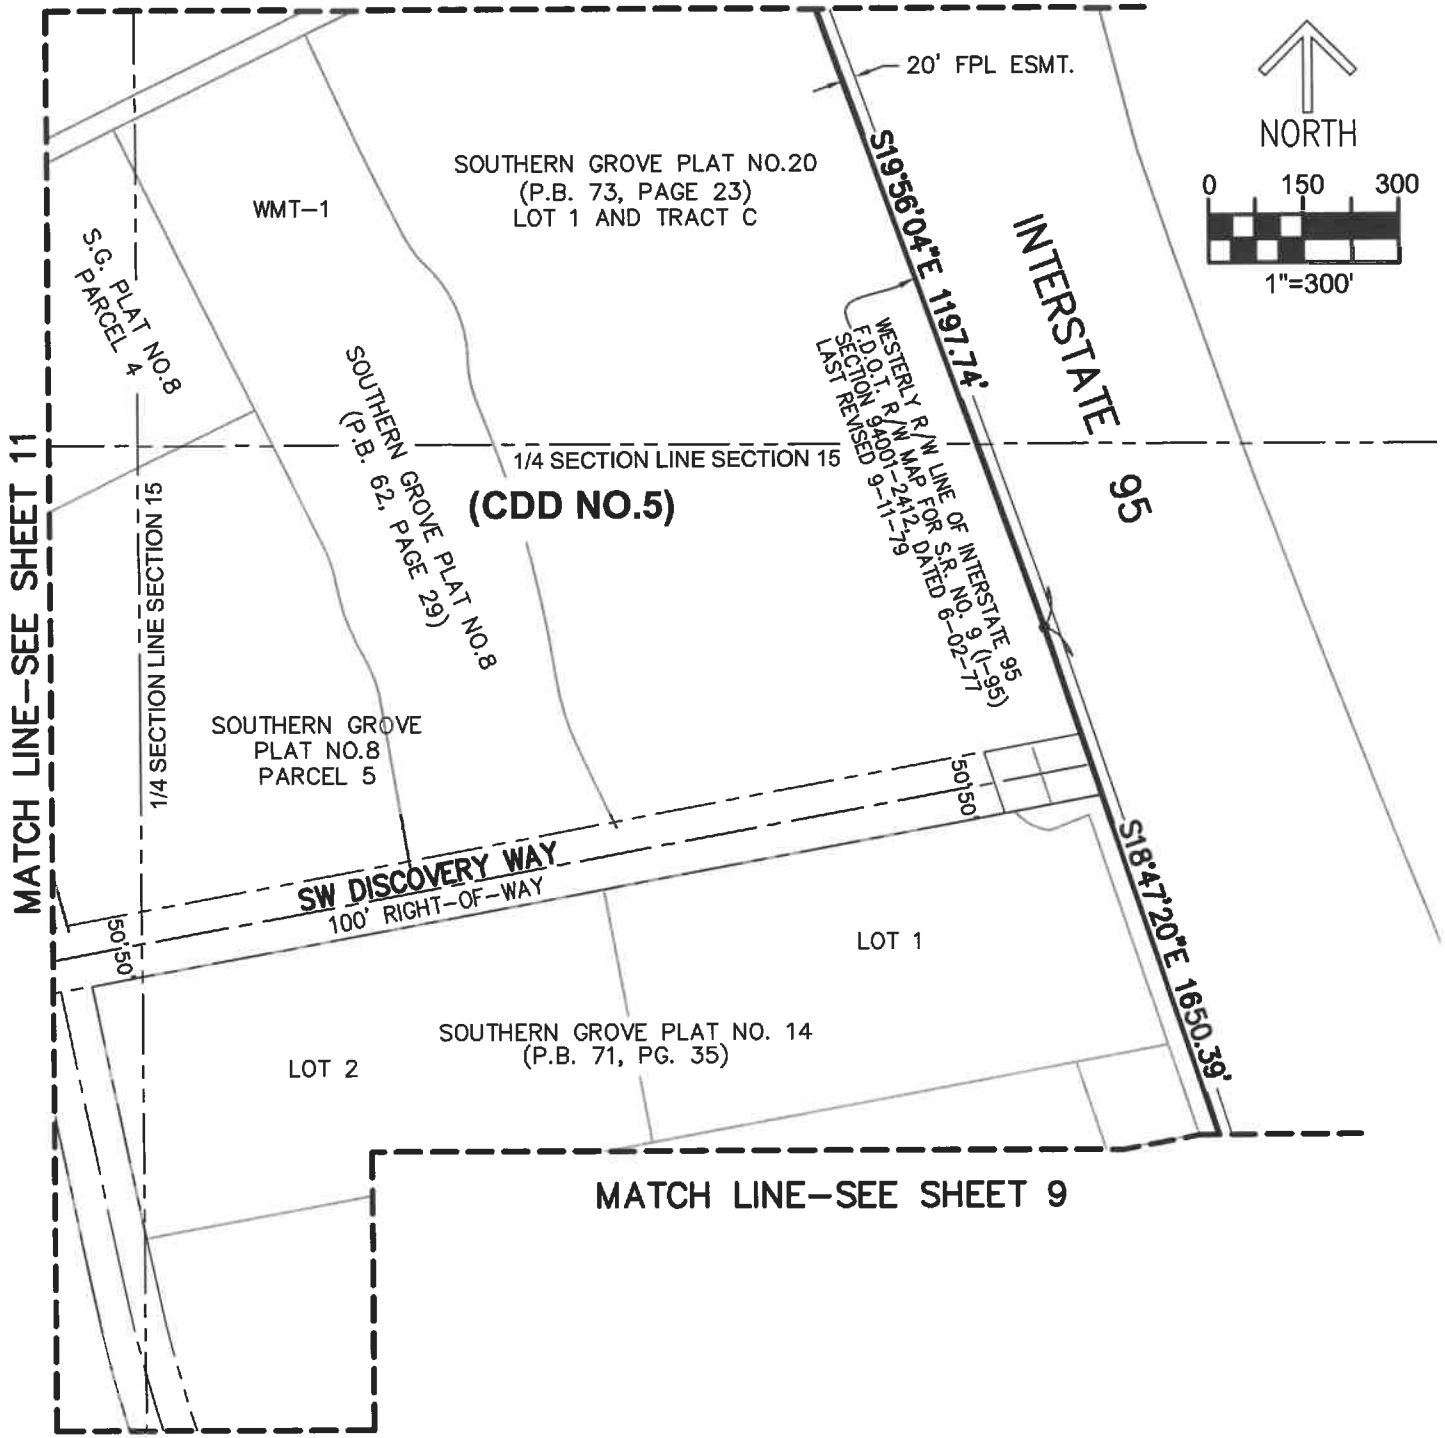 20' FPL ESMT.
NORTH
0 150 300
1"=300'
SOUTHERN GROVE PLAT NO.20
(P.B. 73, PAGE 23)
LOT 1 AND TRACT C
WMT-1
S.G. PLAT NO.8
PARCEL 4
S19°56'04"E 1197.74'
INTERSTATE 95
WESTERLY R/W LINE OF INTERSTATE 95
F.D.O.T. R/W MAP FOR S.R. NO. 9 (I-95)
SECTION 94001-2412, DATED 6-02-77
LAST REVISED 9-11-79
SOUTHERN GROVE PLAT NO.8
(P.B. 62, PAGE 29)
1/4 SECTION LINE SECTION 15
(CDD NO.5)
MATCH LINE-SEE SHEET 11
1/4 SECTION LINE SECTION 15
SOUTHERN GROVE
PLAT NO.8
PARCEL 5
50'50'
SW DISCOVERY WAY
100' RIGHT-OF-WAY
50'50'
S18°47'20"E 1650.39'
LOT 1
SOUTHERN GROVE PLAT NO. 14
(P.B. 71, PG. 35)
LOT 2
MATCH LINE-SEE SHEET 9